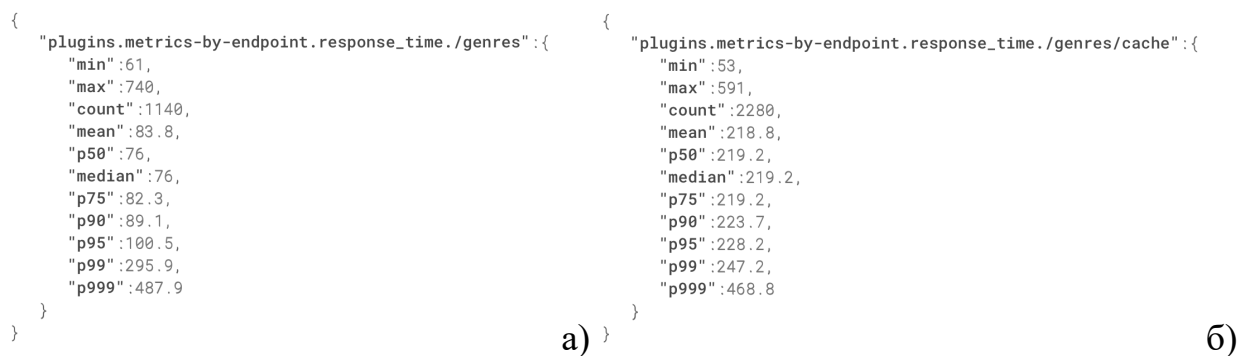 {
"plugins.metrics-by-endpoint.response_time./genres":{
"min":61,
"max":740,
"count":1140,
"mean":83.8,
"p50":76,
"median":76,
"p75":82.3,
"p90":89.1,
"p95":100.5,
"p99":295.9,
"p999":487.9
}
}
а)
{
"plugins.metrics-by-endpoint.response_time./genres/cache":{
"min":53,
"max":591,
"count":2280,
"mean":218.8,
"p50":219.2,
"median":219.2,
"p75":219.2,
"p90":223.7,
"p95":228.2,
"p99":247.2,
"p999":468.8
}
}
б)